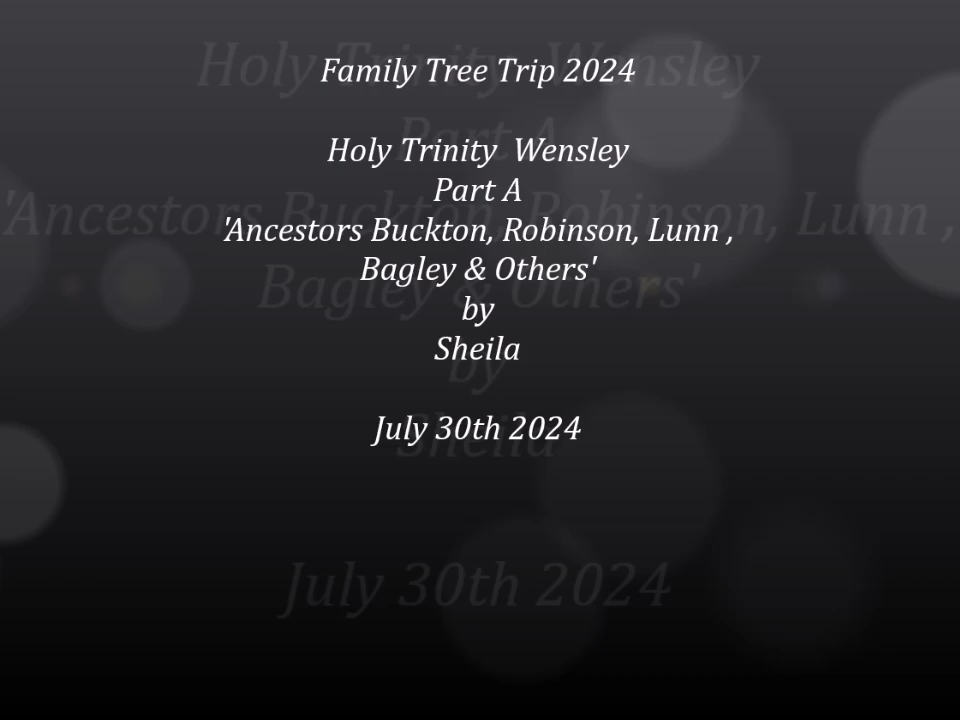 Family Tree Trip 2024
Holy Trinity  Wensley
Part A
'Ancestors Buckton, Robinson, Lunn ,
Bagley & Others'
by
Sheila
July 30th 2024